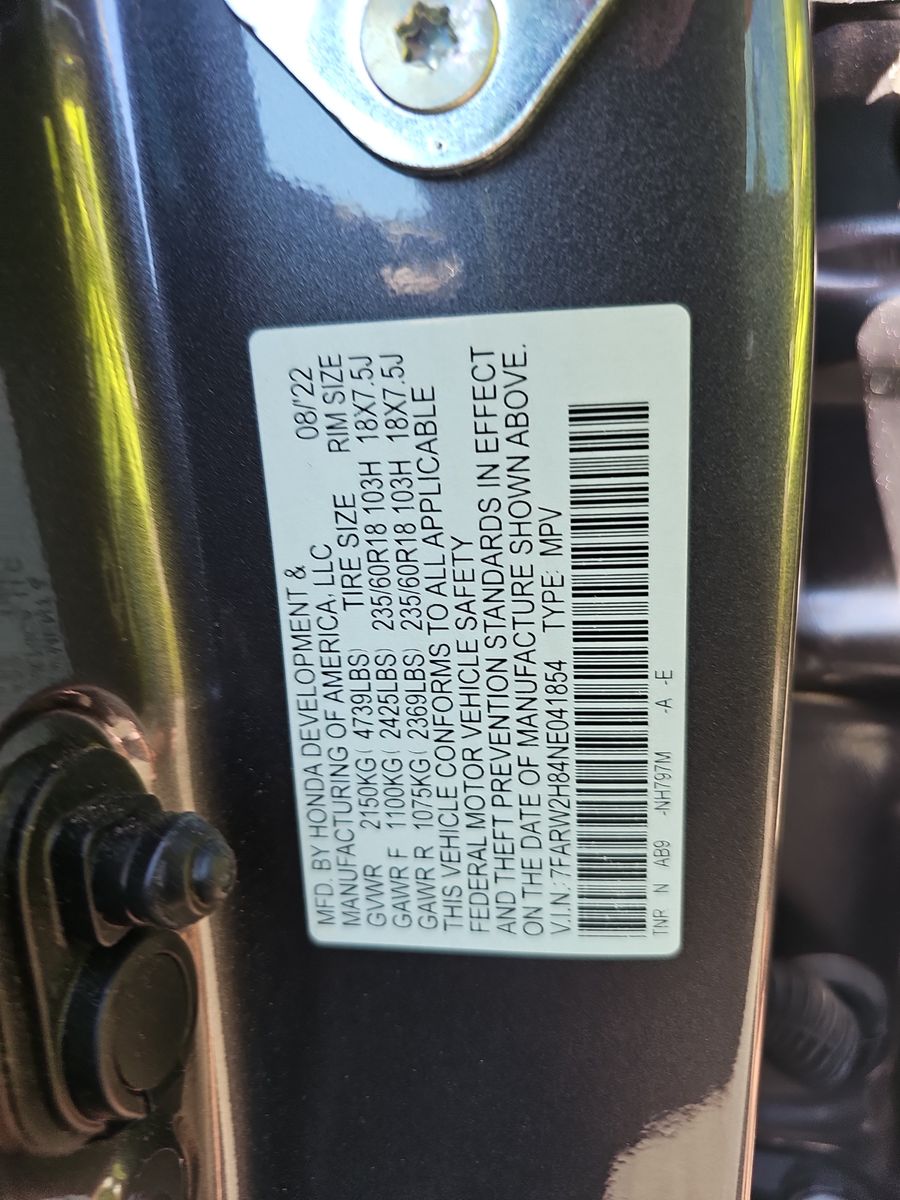 MFD. BY HONDA DEVELOPMENT & 08/'22
MANUFACTURING OF AMERICA, LLC RIM SIZE
GVWR 2150KG ( 4739LBS) TIRE SIZE
GAWR F 1100KG ( 2425LBS) 235/60R18 103H 18X7.5J
GAWR R 1075KG ( 2369LBS) 235/60R18 103H 18X7.5J
THIS VEHICLE CONFORMS TO ALL APPLICABLE
FEDERAL MOTOR VEHICLE SAFETY
AND THEFT PREVENTION STANDARDS IN EFFECT
ON THE DATE OF MANUFACTURE SHOWN ABOVE.
V.I.N.: 7FARW2H84NE041854 TYPE: MPV
TNR N AB9 -NH797M -A -E